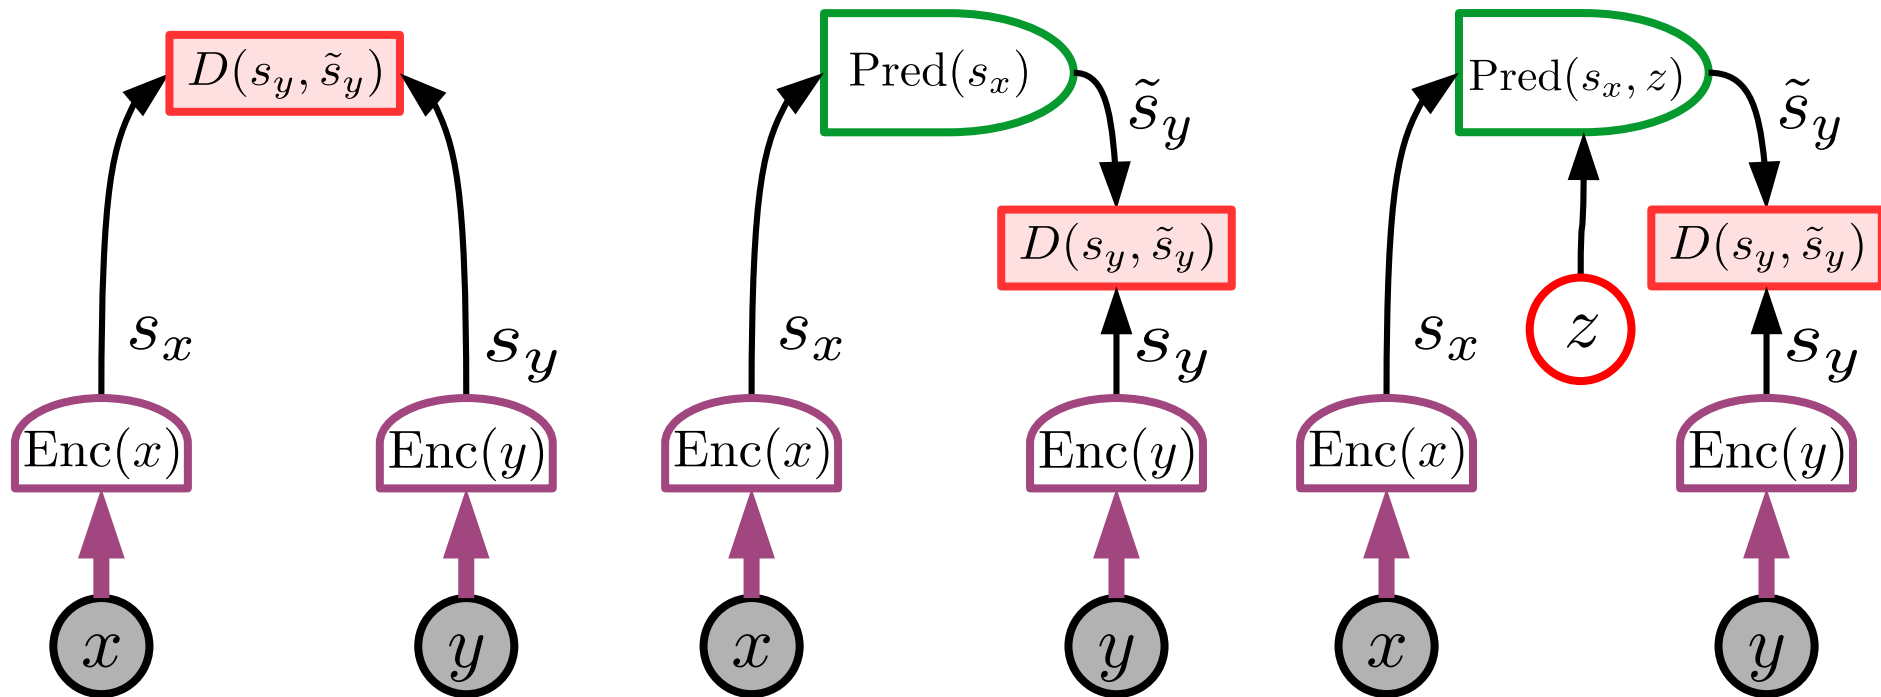 D(s_y, s̃_y)
s_x
s_y
Enc(x)
Enc(y)
x
y
Pred(s_x)
s̃_y
D(s_y, s̃_y)
s_x
s_y
Enc(x)
Enc(y)
x
y
Pred(s_x, z)
s̃_y
D(s_y, s̃_y)
s_x
z
s_y
Enc(x)
Enc(y)
x
y